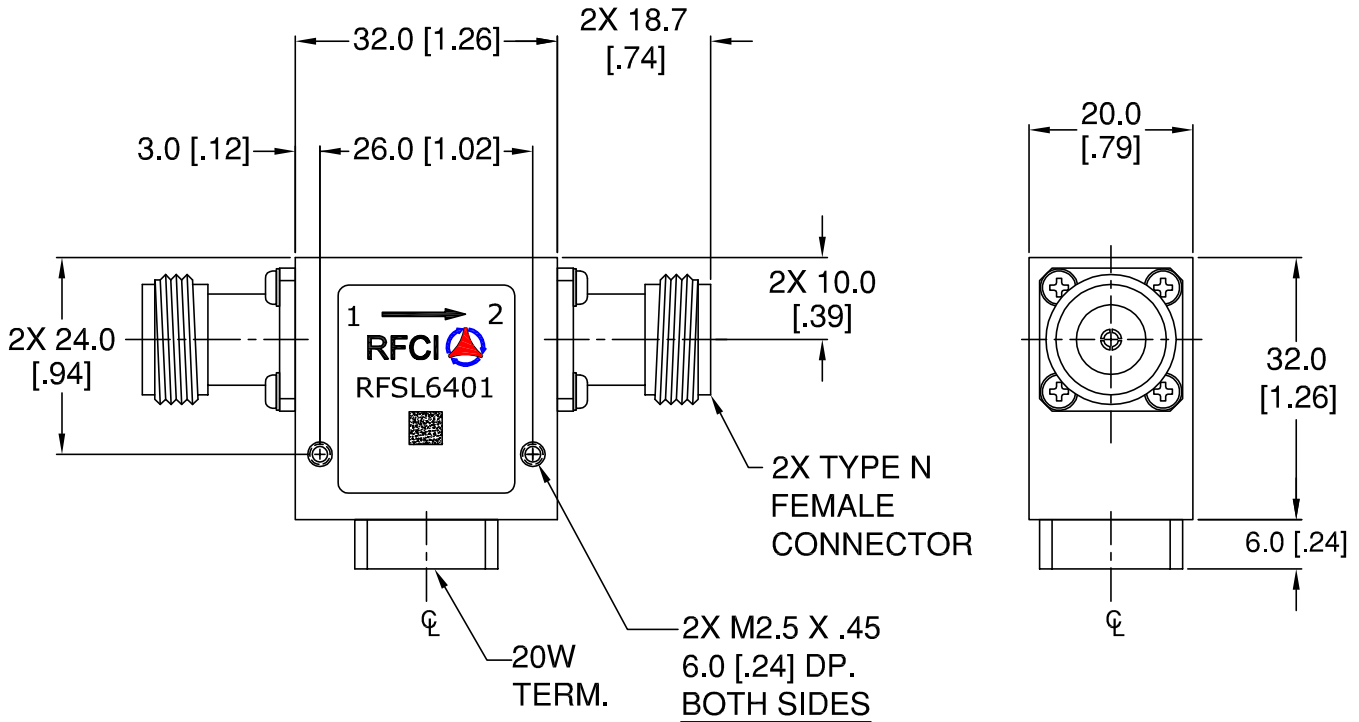 32.0 [1.26]
2X 18.7
[.74]
3.0 [.12]
26.0 [1.02]
2X 24.0
[.94]
2X 10.0
[.39]
1 2
RFCI
RFSL6401
2X TYPE N
FEMALE
CONNECTOR
2X M2.5 X .45
6.0 [.24] DP.
BOTH SIDES
20W
TERM.
℄
20.0
[.79]
32.0
[1.26]
6.0 [.24]
℄